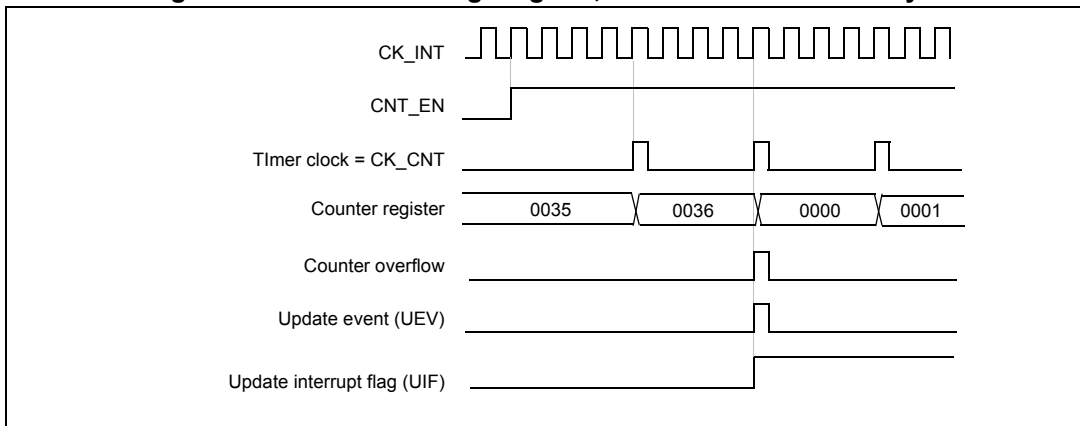 CK_INT
CNT_EN
TImer clock = CK_CNT
Counter register 0035 0036 0000 0001
Counter overflow
Update event (UEV)
Update interrupt flag (UIF)